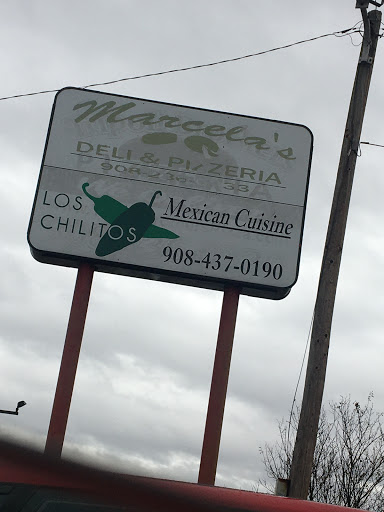 Marcela's
DELI & PIZZERIA
LOS
CHILITOS
Mexican Cuisine
908-437-0190